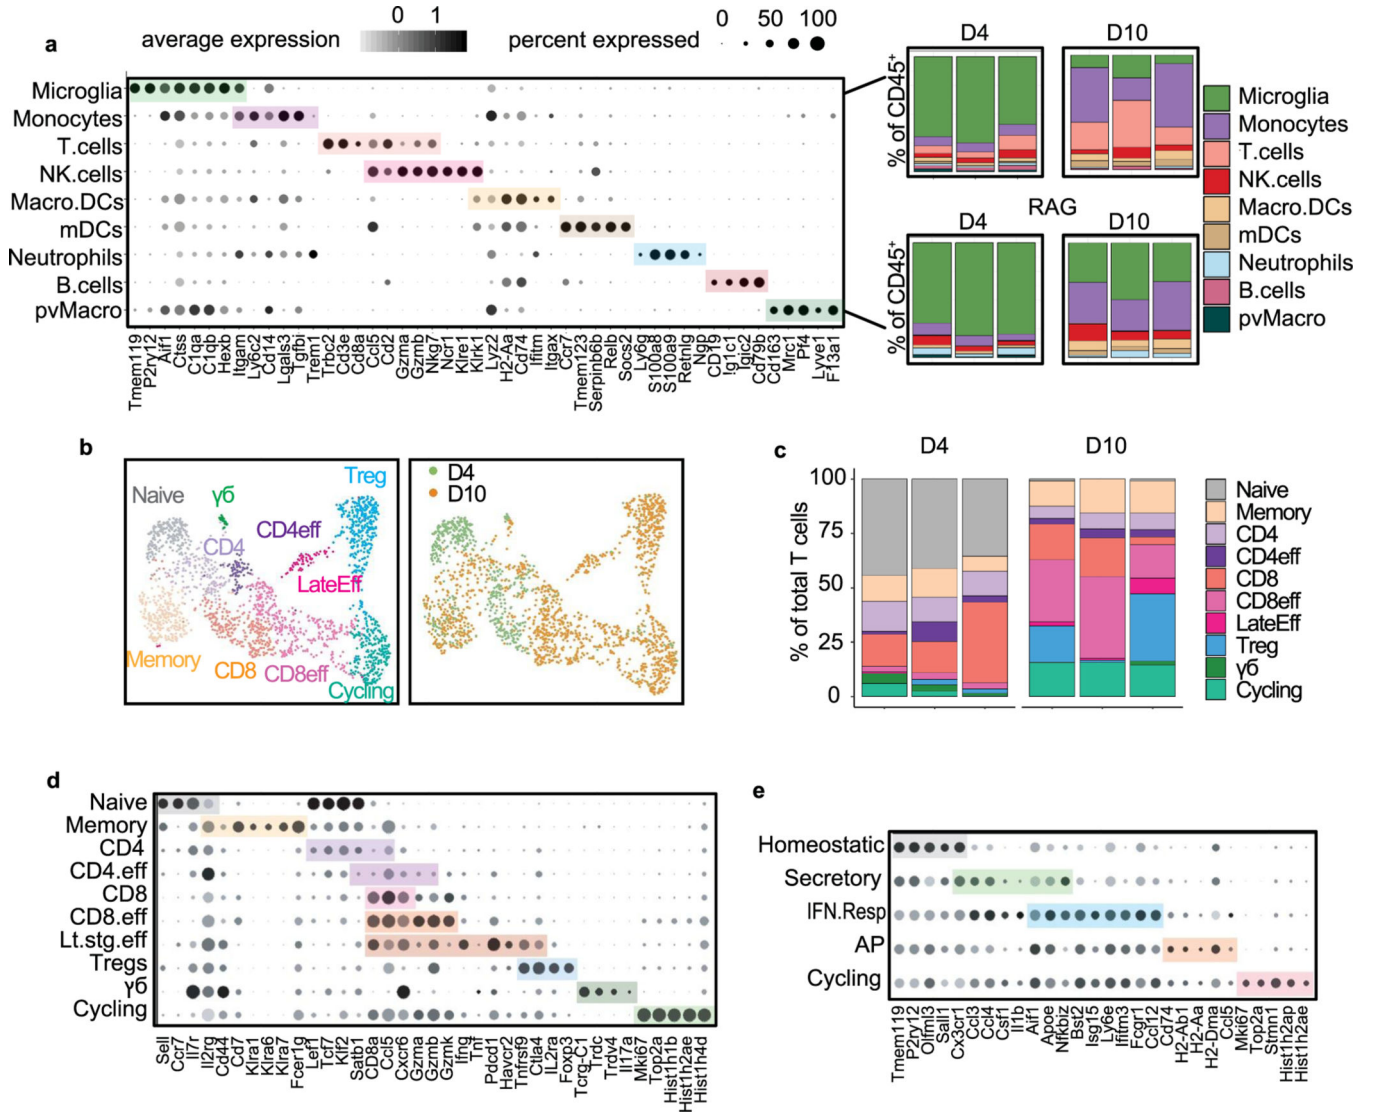 a
average expression
0 1
percent expressed
0 50 100
Microglia
Monocytes
T.cells
NK.cells
Macro.DCs
mDCs
Neutrophils
B.cells
pvMacro
Tmem119
P2ry12
Aif1
Ctss
C1qa
C1qb
Hexb
Itgam
Ly6c2
Cd14
Lgals3
Tgfbi
Trem1
Trbc2
Cd3e
Cd8a
Ccl5
Cd2
Gzma
Gzmb
Nkg7
Ncr1
Klre1
Klrk1
Lyz2
H2-Aa
Cd74
Ifitm
Itgax
Ccr7
Tmem123
Serpinb6b
Relb
Socs2
Ly6g
S100a8
S100a9
Retnlg
Ngp
CD19
Igic2
Cd79b
Cd163
Mrc1
Pf4
Lyve1
F13a1
D4 D10
% of CD45+
RAG
D4 D10
% of CD45+
Microglia
Monocytes
T.cells
NK.cells
Macro.DCs
mDCs
Neutrophils
B.cells
pvMacro
b
Naive
γδ
Treg
CD4eff
CD4
LateEff
Memory
CD8
CD8eff
Cycling
D4
D10
c
D4 D10
% of total T cells
100
75
50
25
0
Naive
Memory
CD4
CD4eff
CD8
CD8eff
LateEff
Treg
γδ
Cycling
d
Naive
Memory
CD4
CD4.eff
CD8
CD8.eff
Lt.stg.eff
Tregs
γδ
Cycling
Sell
Ccr7
Il7r
Il2rg
Cd44
Cd7
Klra1
Klra6
Klra7
Fcer1g
Lef1
Tcf7
Klf2
Satb1
CD8a
Ccl5
Cxcr6
Gzma
Gzmb
Gzmk
Ifng
Tnf
Pdcd1
Havcr2
Tnfrsf9
Ctla4
IL2ra
Foxp3
Tcrg-C1
Trdc
Trdv4
Il17a
Mki67
Top2a
Hist1h1b
Hist1h2ae
Hist1h4d
e
Homeostatic
Secretory
IFN.Resp
AP
Cycling
Tmem119
P2ry12
Olfml3
Sall1
Cx3cr1
Ccl3
Ccl4
Csf1
Il1b
Aif1
Apoe
Nfkbiz
Bst2
Isg15
Ly6e
Ifitm3
Fcgr1
Ccl12
Cd74
H2-Ab1
H2-Aa
H2-Dma
Ccl5
Mki67
Top2a
Stmn1
Hist1h2ap
Hist1h2ae